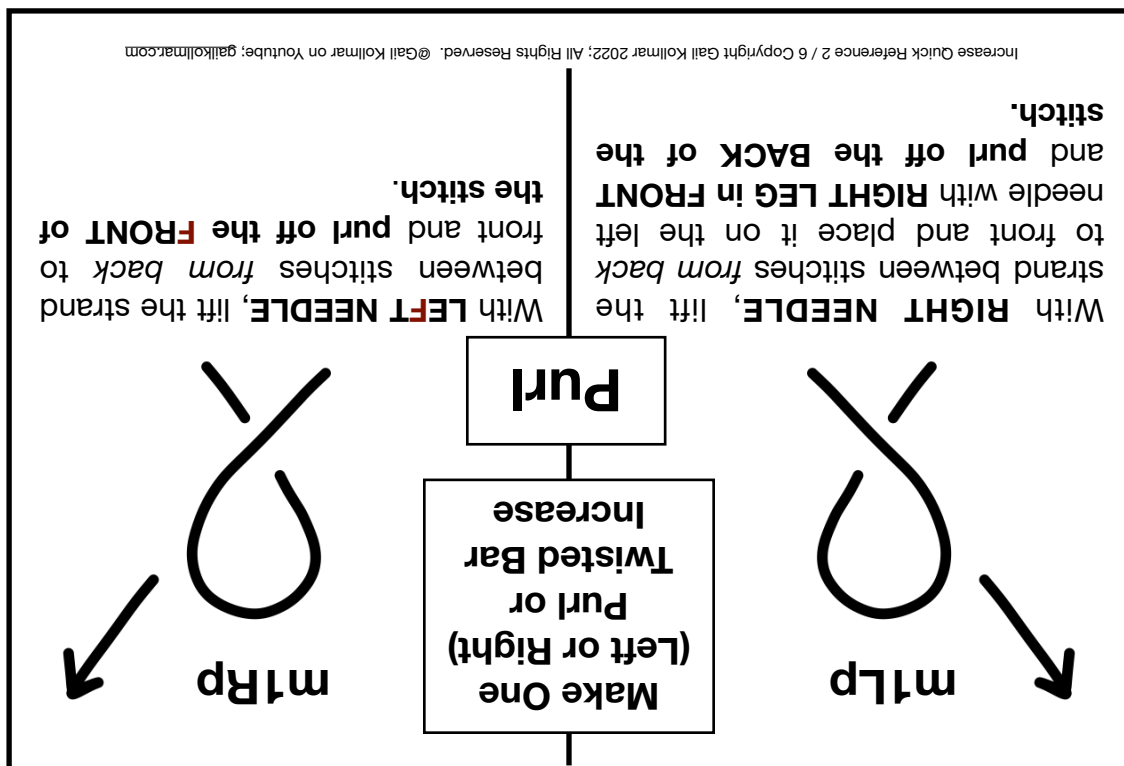 m1Lp
Make One
(Left or Right)
Purl or
Twisted Bar
Increase
m1Rp
Purl
With RIGHT NEEDLE, lift the
strand between stitches from back
to front and place it on the left
needle with RIGHT LEG in FRONT
and purl off the BACK of the
stitch.
With LEFT NEEDLE, lift the strand
between stitches from back to
front and purl off the FRONT of
the stitch.
Increase Quick Reference 2 / 6 Copyright Gail Kollmar 2022; All Rights Reserved. @Gail Kollmar on Youtube; gailkollmar.com